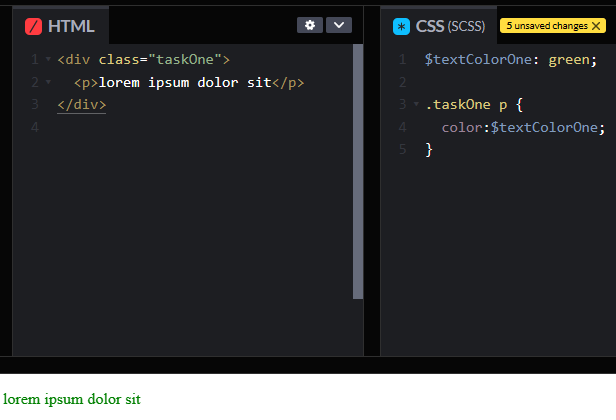 HTML
1 <div class="taskOne">
2 <p>lorem ipsum dolor sit</p>
3 </div>
4
CSS (SCSS)
5 unsaved changes X
1 $textColorOne: green;
2
3 .taskOne p {
4 color:$textColorOne;
5 }
lorem ipsum dolor sit